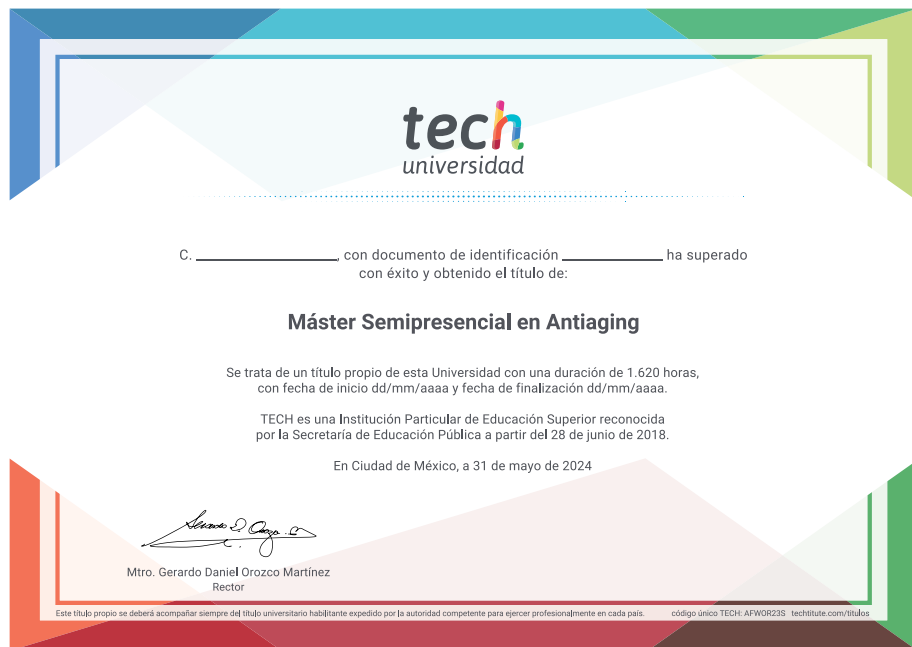 tech
universidad
C. ____________, con documento de identificación ____________ ha superado
con éxito y obtenido el título de:
Máster Semipresencial en Antiaging
Se trata de un título propio de esta Universidad con una duración de 1.620 horas,
con fecha de inicio dd/mm/aaaa y fecha de finalización dd/mm/aaaa.
TECH es una Institución Particular de Educación Superior reconocida
por la Secretaría de Educación Pública a partir del 28 de junio de 2018.
En Ciudad de México, a 31 de mayo de 2024
Mtro. Gerardo Daniel Orozco Martínez
Rector
Este título propio se deberá acompañar siempre del título universitario habilitante expedido por la autoridad competente para ejercer profesionalmente en cada país. código único TECH: AFWOR23S techtitute.com/titulos